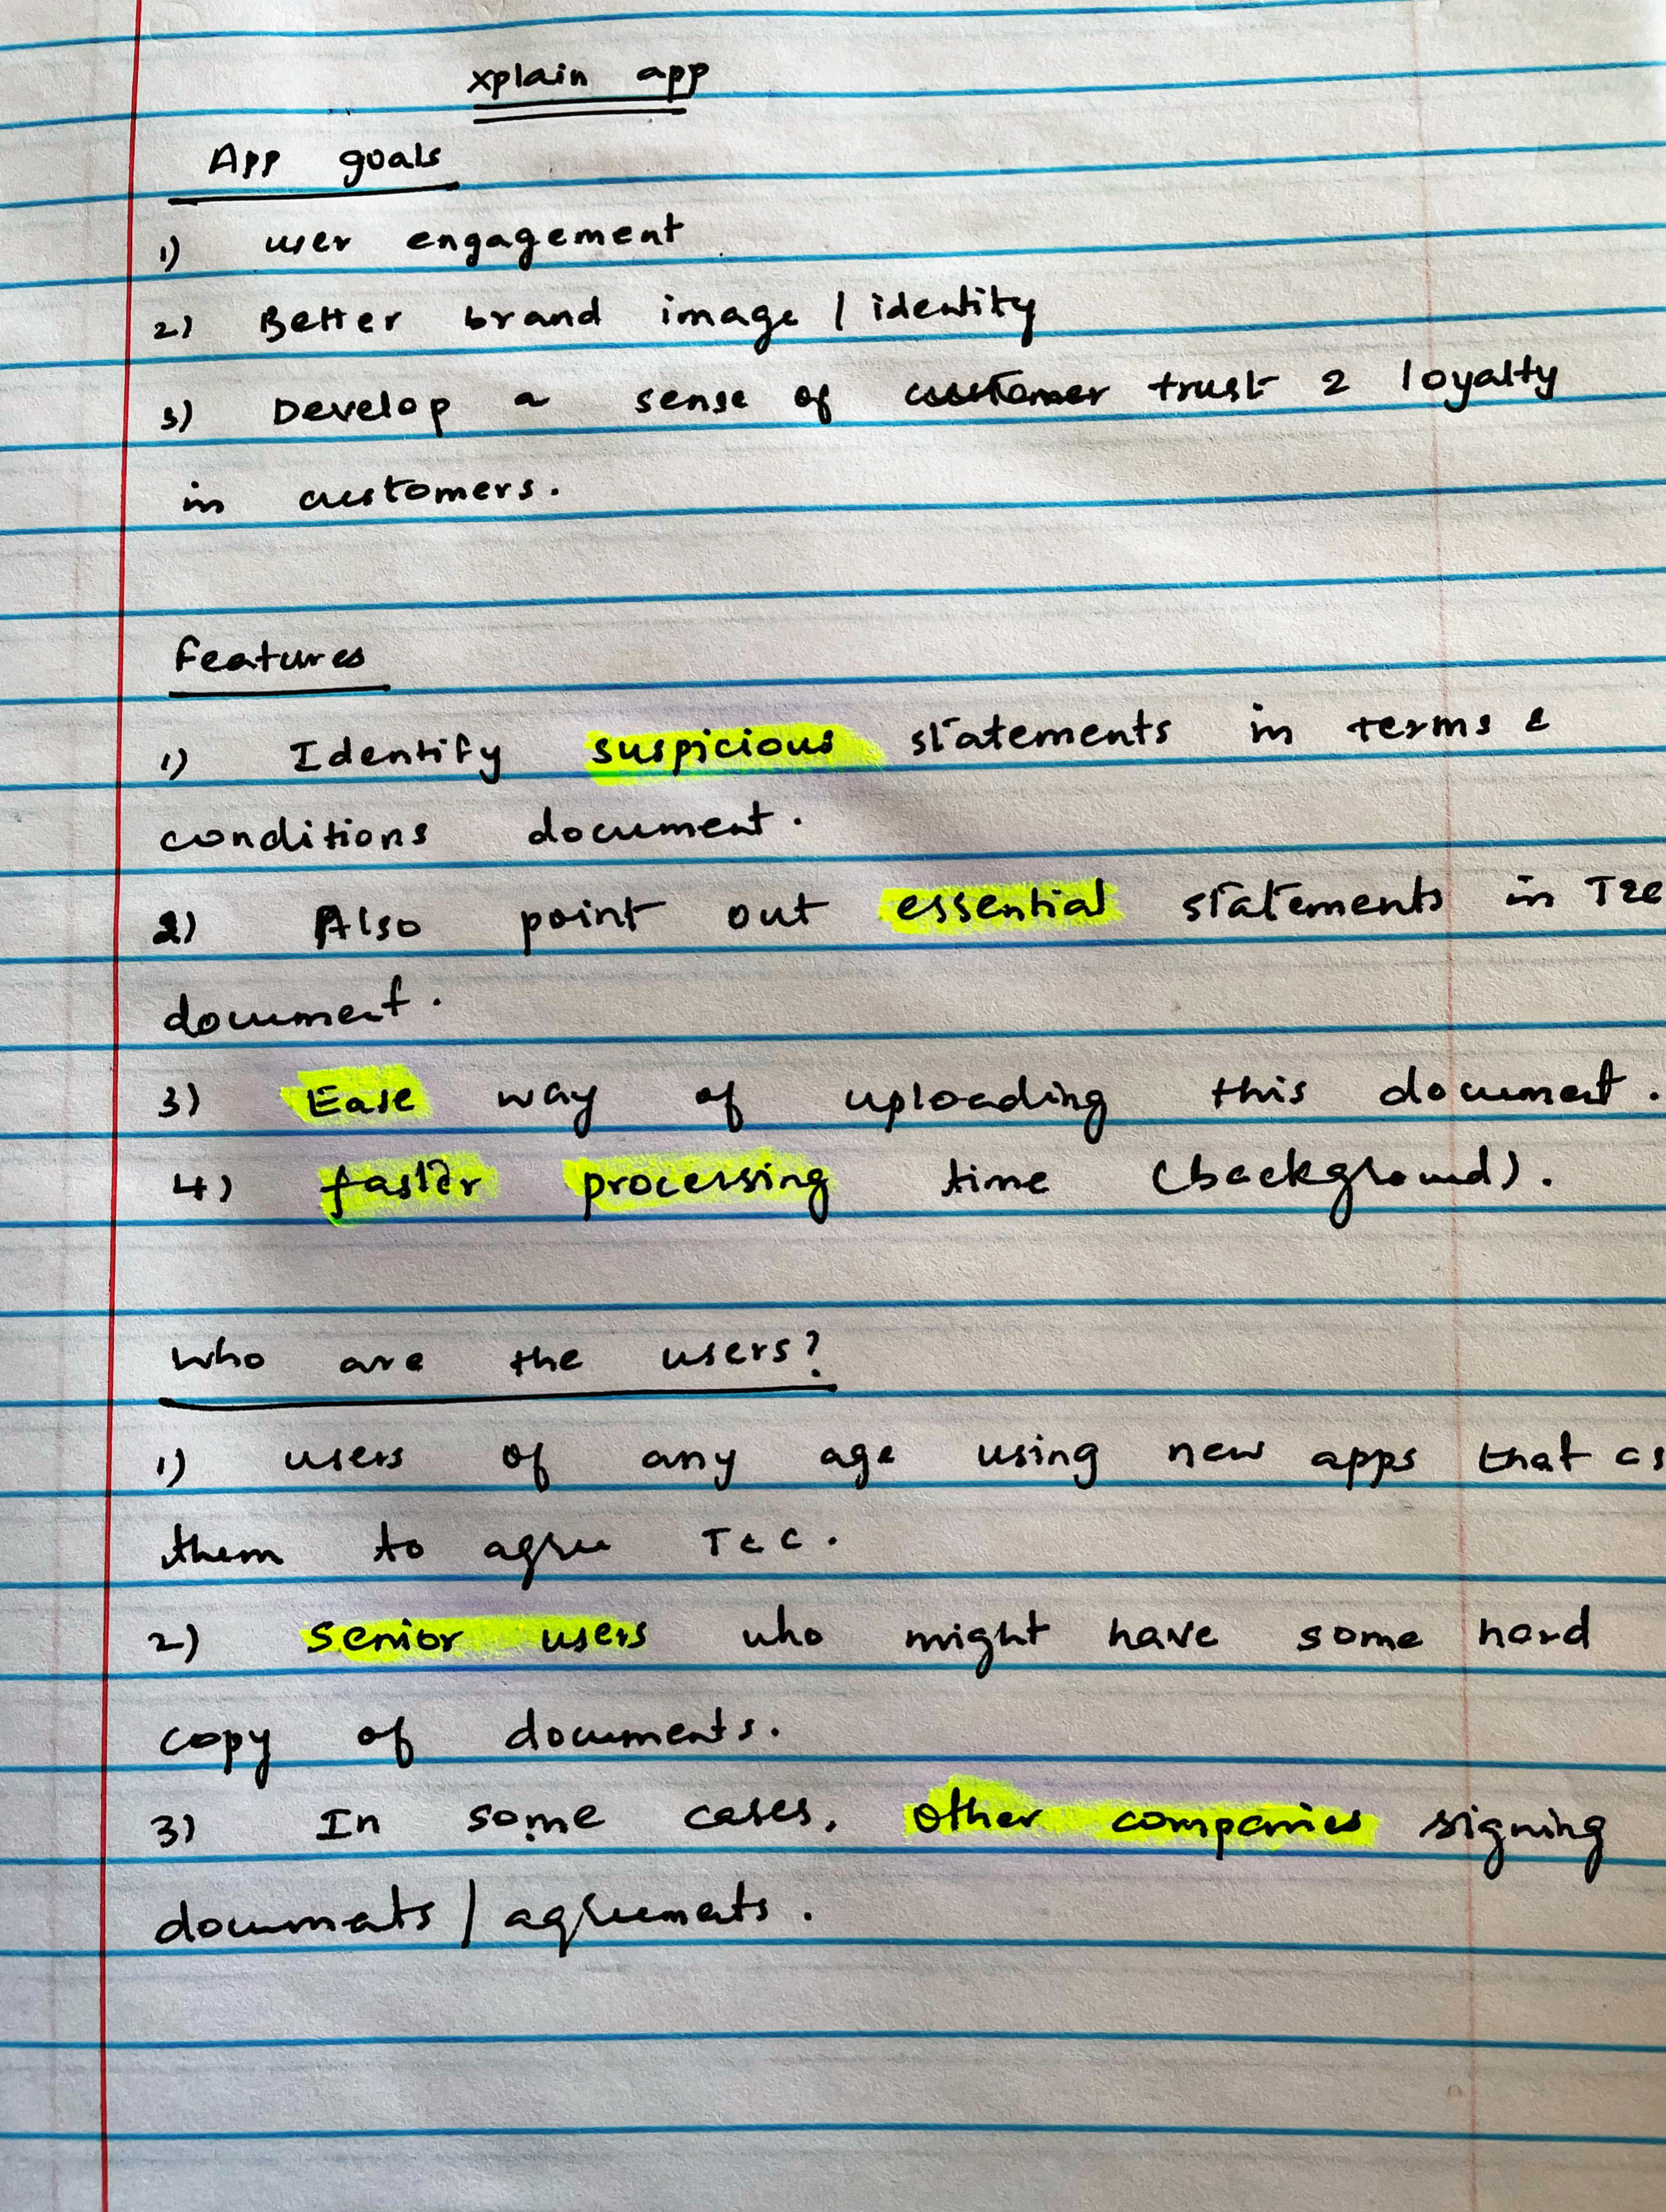 xplain app
App goals
1) user engagement
2) Better brand image / identity
3) Develop a sense of customer trust & loyalty
in customers.
Features
1) Identify suspicious statements in terms &
conditions document.
2) Also point out essential statements in T&C
document.
3) Ease way of uploading this document.
4) faster processing time (background).
Who are the users?
1) users of any age using new apps that as
them to agree T&C.
2) Senior users who might have some hard
copy of documents.
3) In some cases, other companies signing
documents / agreements.